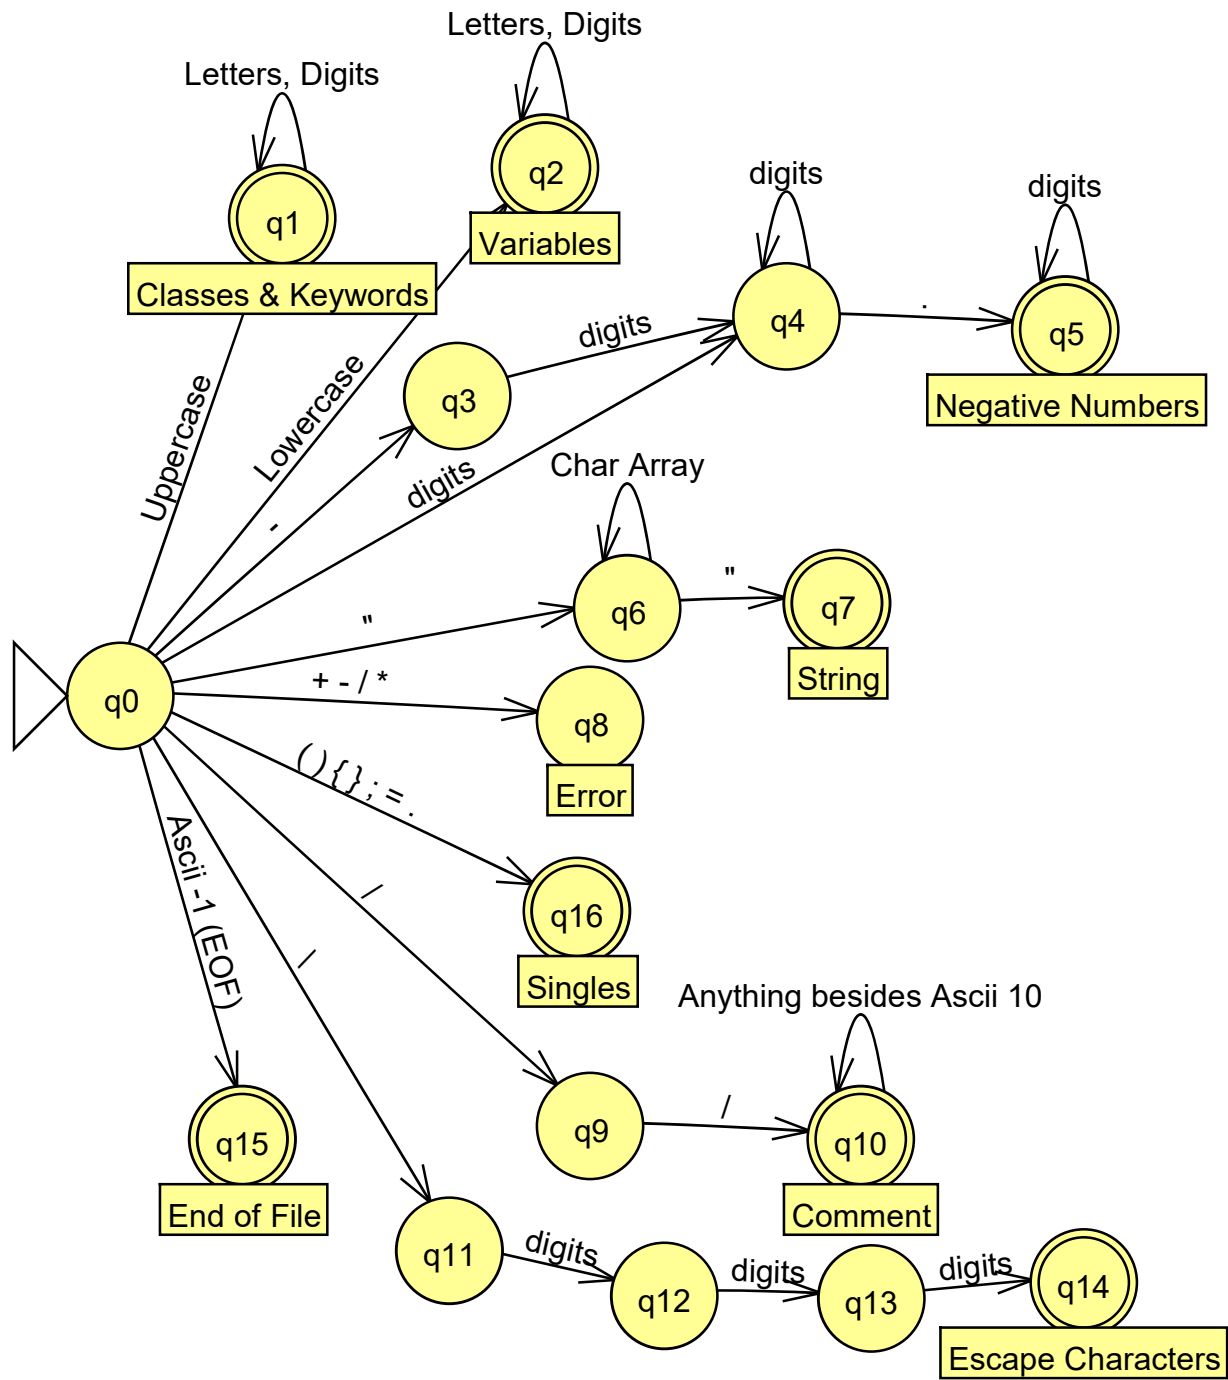 Letters, Digits
Letters, Digits
q1
q2
Classes & Keywords
Variables
digits
digits
q3
digits
q4
.
q5
Negative Numbers
Uppercase
Lowercase
-
digits
Char Array
"
q6
"
q7
String
q0
+ - / *
q8
Error
( ) { } ; = .
q16
Singles
Ascii -1 (EOF)
/
/
q15
End of File
q9
/
Anything besides Ascii 10
q10
Comment
q11
digits
q12
digits
q13
digits
q14
Escape Characters